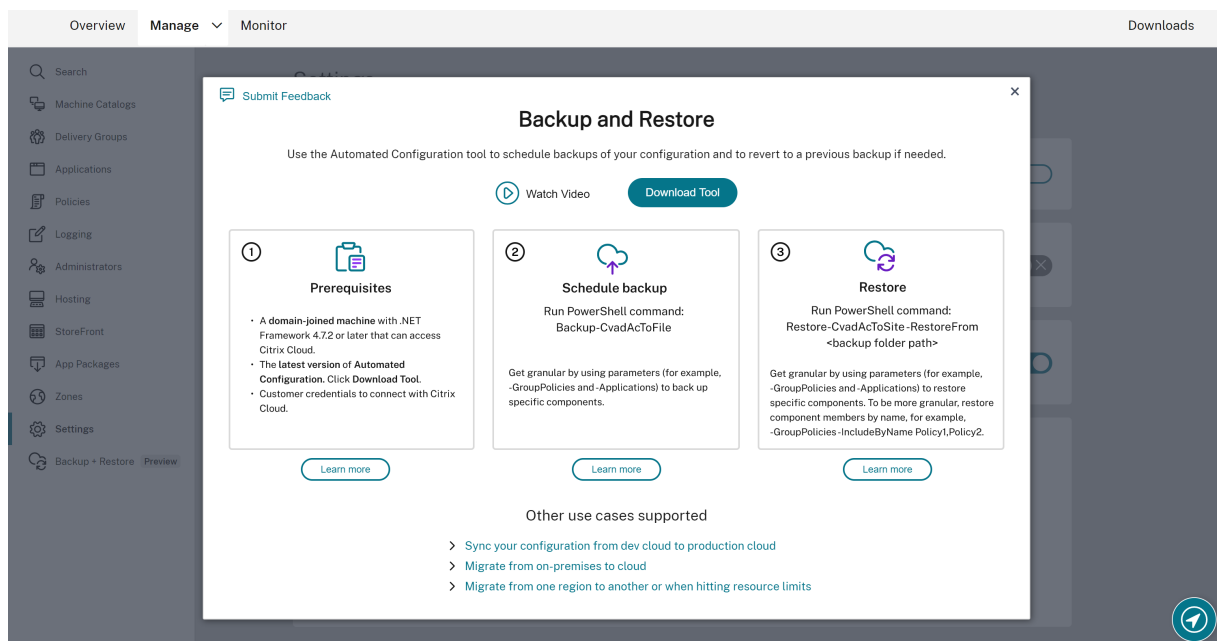 Overview Manage Monitor Downloads
Search
Machine Catalogs
Delivery Groups
Applications
Policies
Logging
Administrators
Hosting
StoreFront
App Packages
Zones
Settings
Backup + Restore Preview
Submit Feedback
Backup and Restore
Use the Automated Configuration tool to schedule backups of your configuration and to revert to a previous backup if needed.
Watch Video
Download Tool
1
Prerequisites
• A domain-joined machine with .NET
Framework 4.7.2 or later that can access
Citrix Cloud.
• The latest version of Automated
Configuration. Click Download Tool.
• Customer credentials to connect with Citrix
Cloud.
Learn more
2
Schedule backup
Run PowerShell command:
Backup-CvadAcToFile
Get granular by using parameters (for example,
-GroupPolicies and -Applications) to back up
specific components.
Learn more
3
Restore
Run PowerShell command:
Restore-CvadAcToSite -RestoreFrom
<backup folder path>
Get granular by using parameters (for example,
-GroupPolicies and -Applications) to restore
specific components. To be more granular, restore
component members by name, for example,
-GroupPolicies -IncludeByName Policy1,Policy2.
Learn more
Other use cases supported
Sync your configuration from dev cloud to production cloud
Migrate from on-premises to cloud
Migrate from one region to another or when hitting resource limits